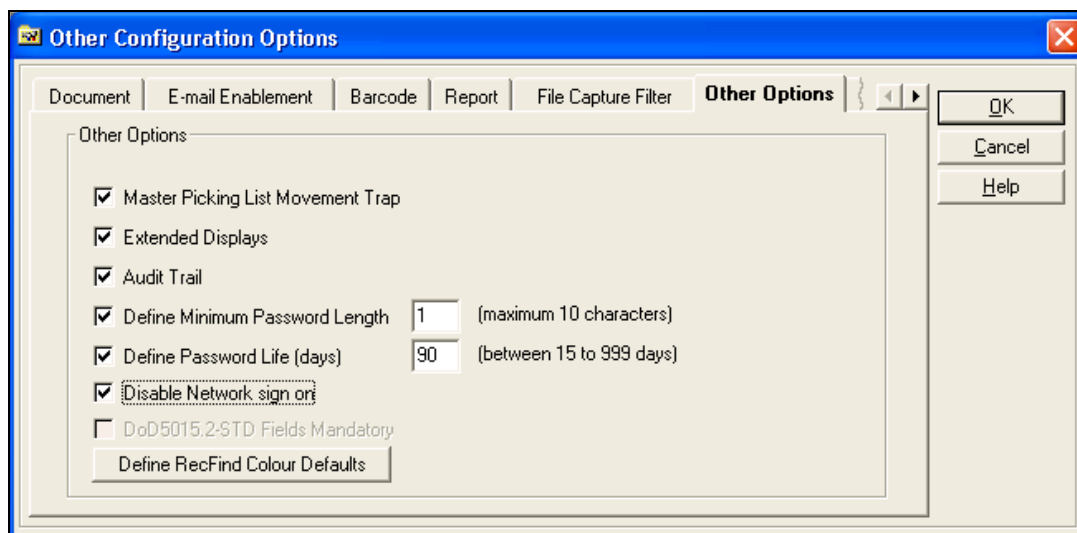 Other Configuration Options
Document E-mail Enablement Barcode Report File Capture Filter Other Options
OK
Cancel
Help
Other Options
Master Picking List Movement Trap
Extended Displays
Audit Trail
Define Minimum Password Length 1 (maximum 10 characters)
Define Password Life (days) 90 (between 15 to 999 days)
Disable Network sign on
DoD5015.2-STD Fields Mandatory
Define RecFind Colour Defaults